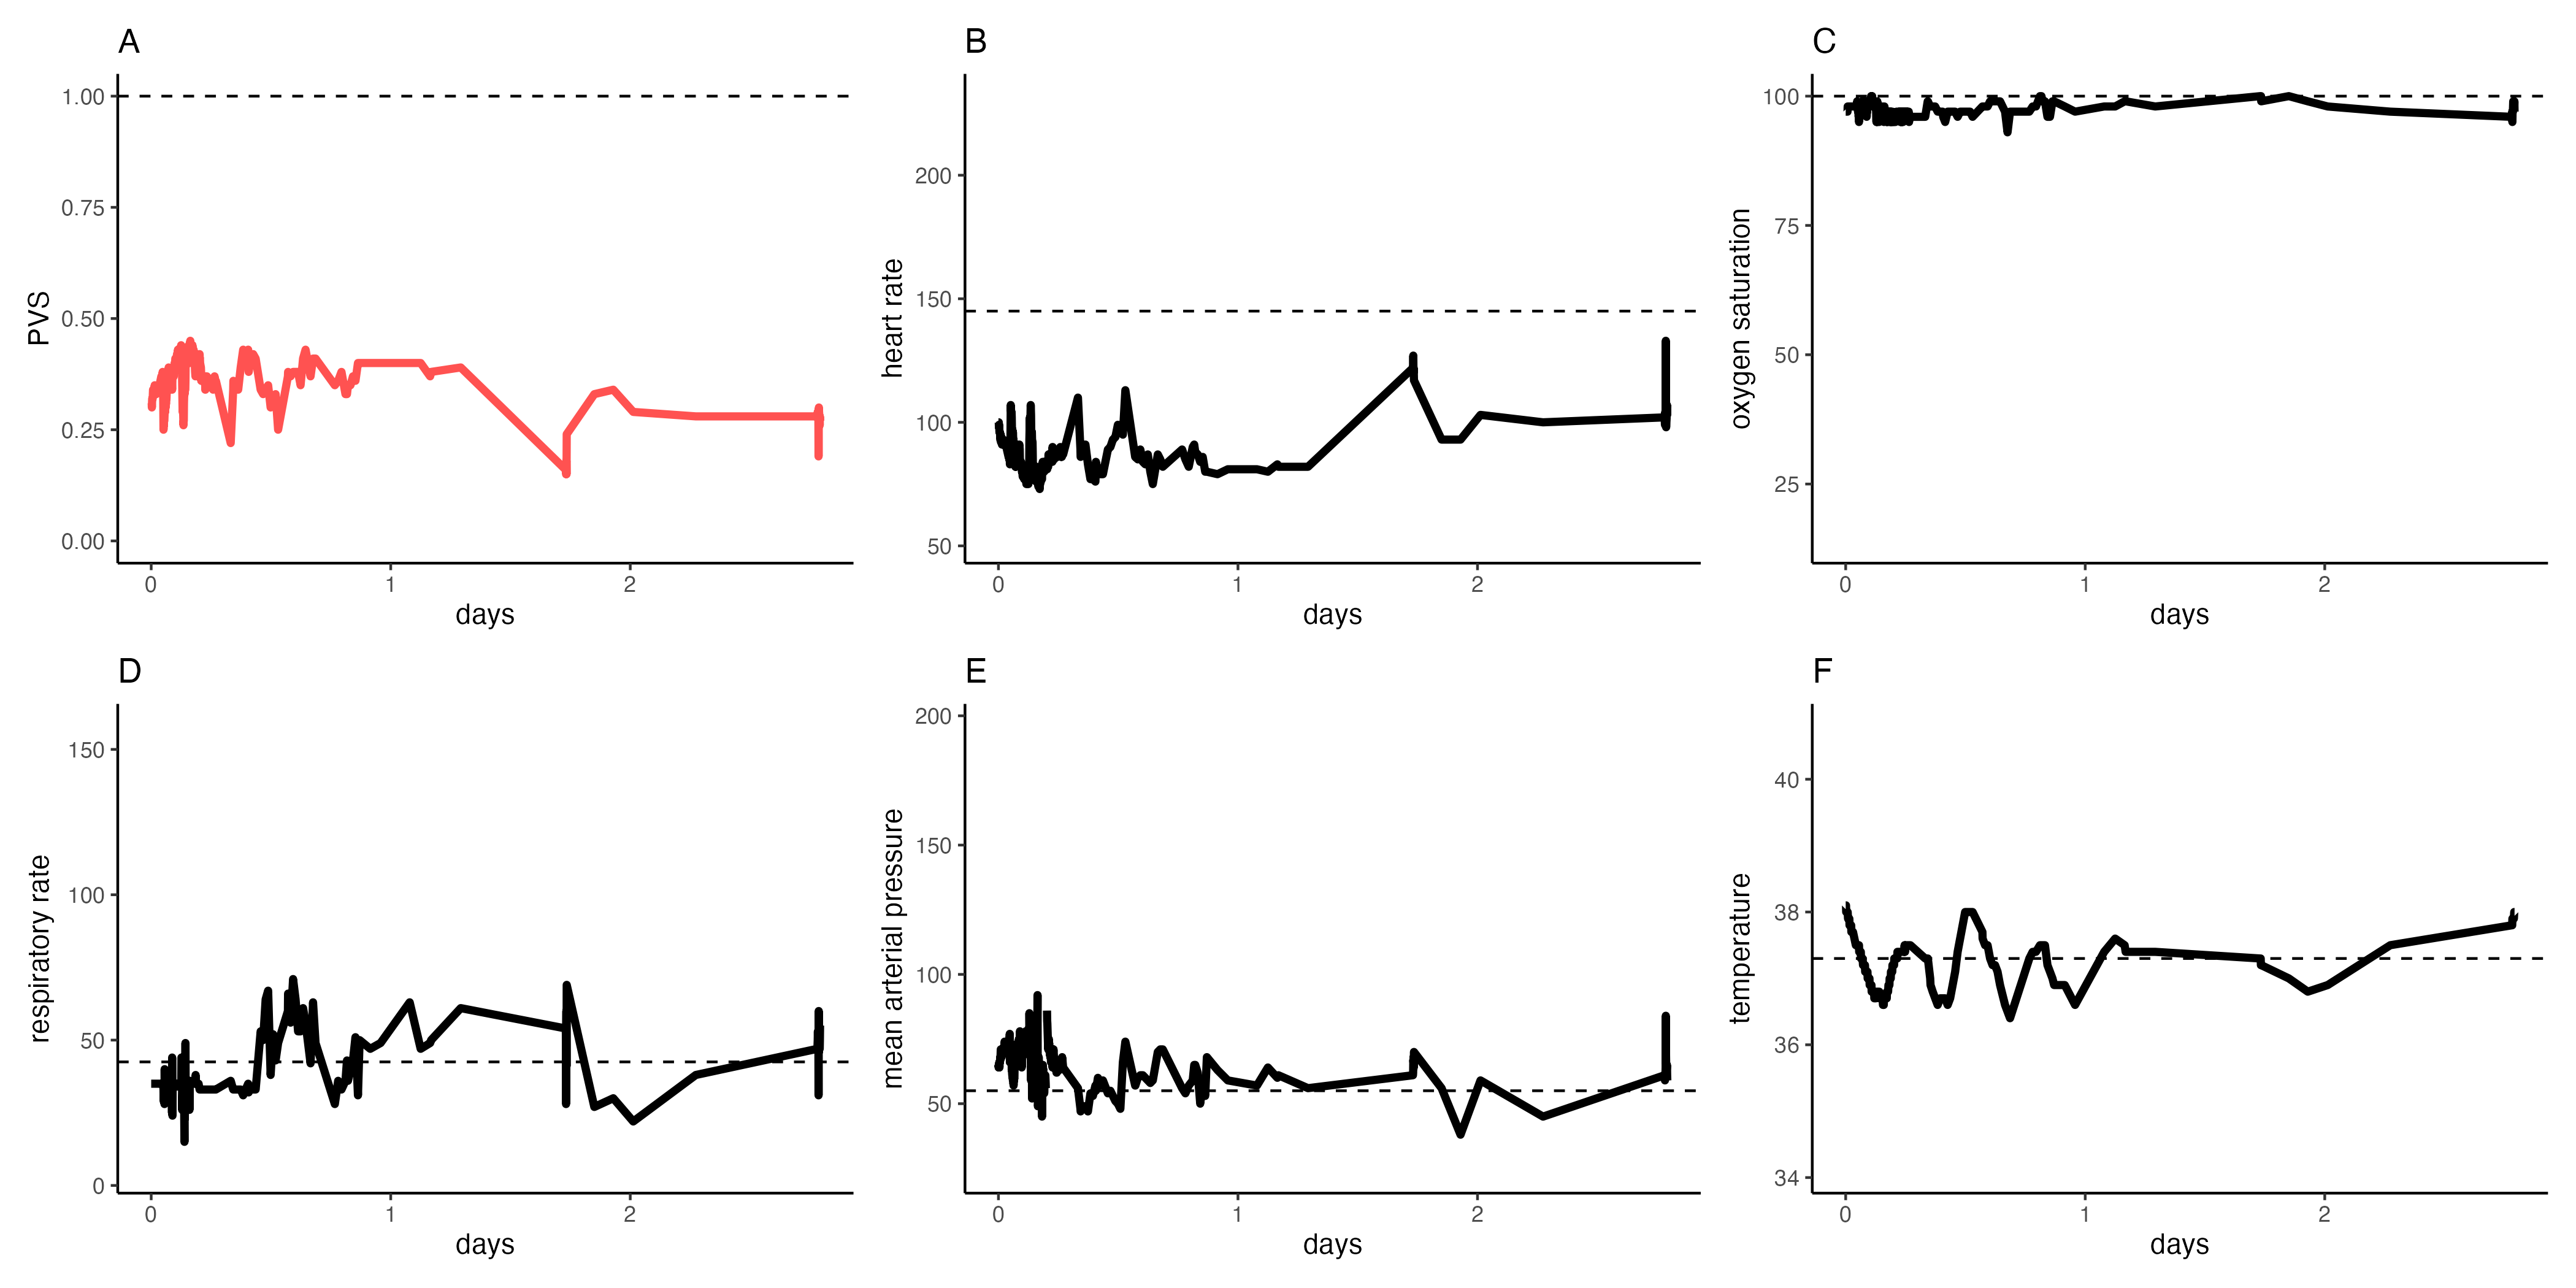 A
1.00
0.75
0.50
0.25
0.00
PVS
0 1 2
days
B
200
150
100
50
heart rate
0 1 2
days
C
100
75
50
25
oxygen saturation
0 1 2
days
D
150
100
50
0
respiratory rate
0 1 2
days
E
200
150
100
50
mean arterial pressure
0 1 2
days
F
40
38
36
34
temperature
0 1 2
days